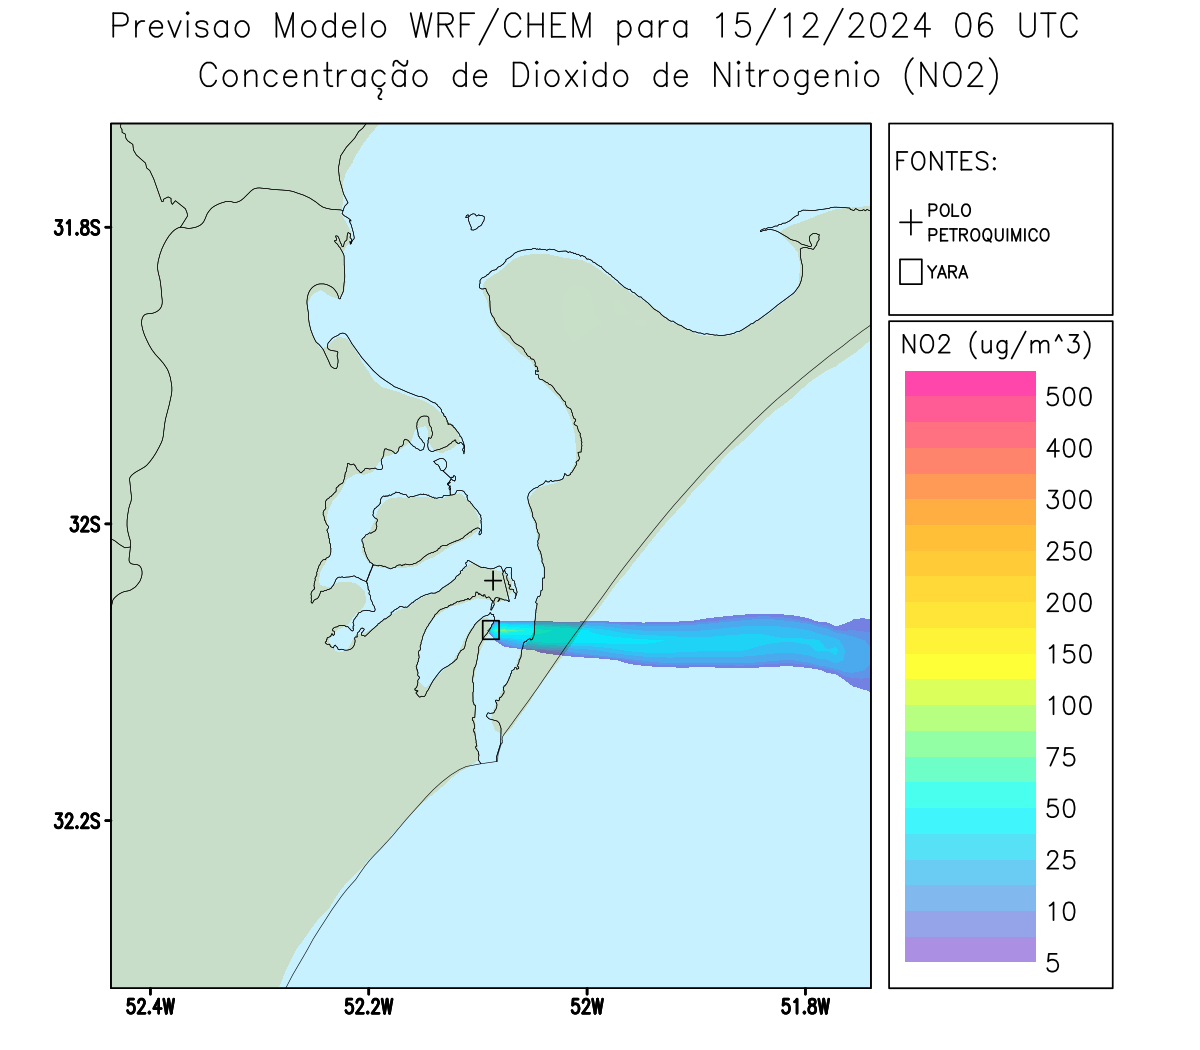 Previsao Modelo WRF/CHEM para 15/12/2024 06 UTC
Concentração de Dioxido de Nitrogenio (NO2)
FONTES:
POLO
PETROQUIMICO
YARA
NO2 (ug/m^3)
500
400
300
250
200
150
100
75
50
25
10
5
31.8S
32S
32.2S
52.4W
52.2W
52W
51.8W